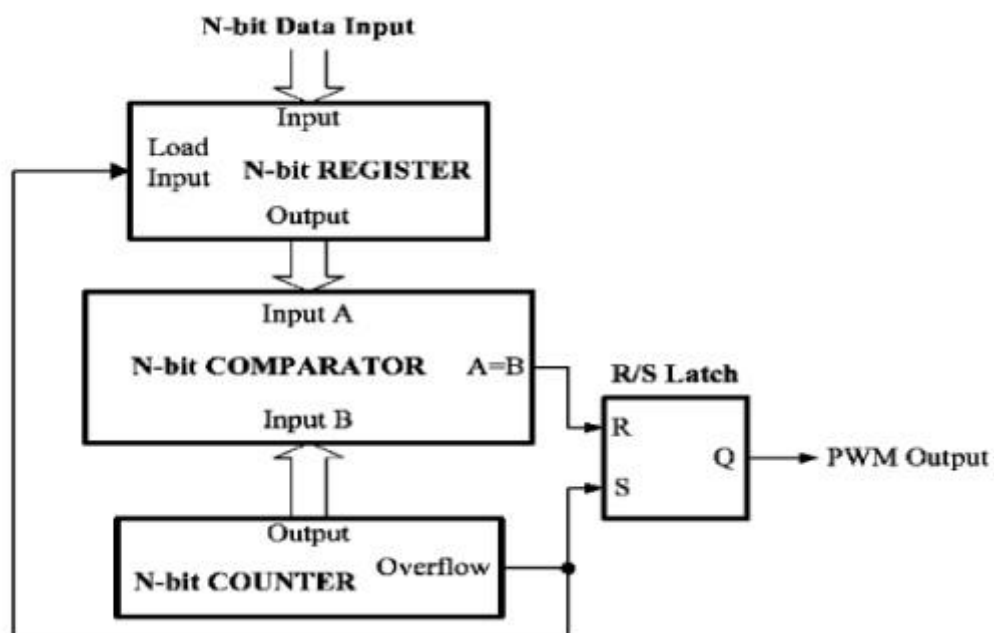 N-bit Data Input
Input
Load
Input
N-bit REGISTER
Output
Input A
N-bit COMPARATOR
A=B
Input B
R/S Latch
R
Q
S
PWM Output
Output
Overflow
N-bit COUNTER